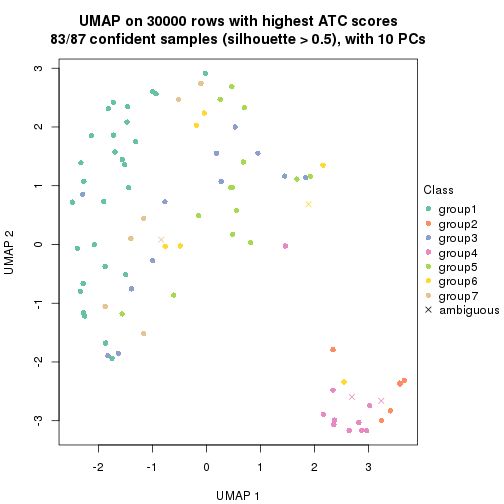 UMAP on 30000 rows with highest ATC scores
83/87 confident samples (silhouette > 0.5), with 10 PCs
3
2
1
0
-1
-2
-3
UMAP 2
-2
-1
0
1
2
3
UMAP 1
Class
group1
group2
group3
group4
group5
group6
group7
ambiguous